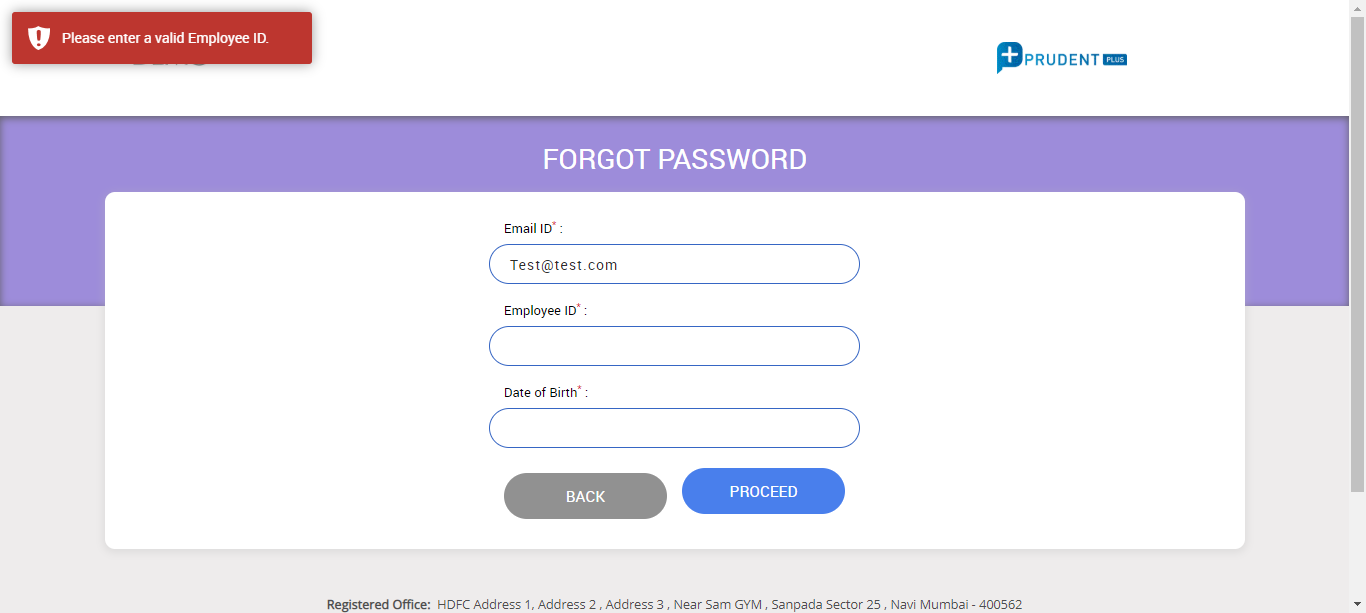 Please enter a valid Employee ID.
PRUDENT PLUS
FORGOT PASSWORD
Email ID* :
Test@test.com
Employee ID* :
Date of Birth* :
BACK
PROCEED
Registered Office: HDFC Address 1, Address 2 , Address 3 , Near Sam GYM , Sanpada Sector 25 , Navi Mumbai - 400562